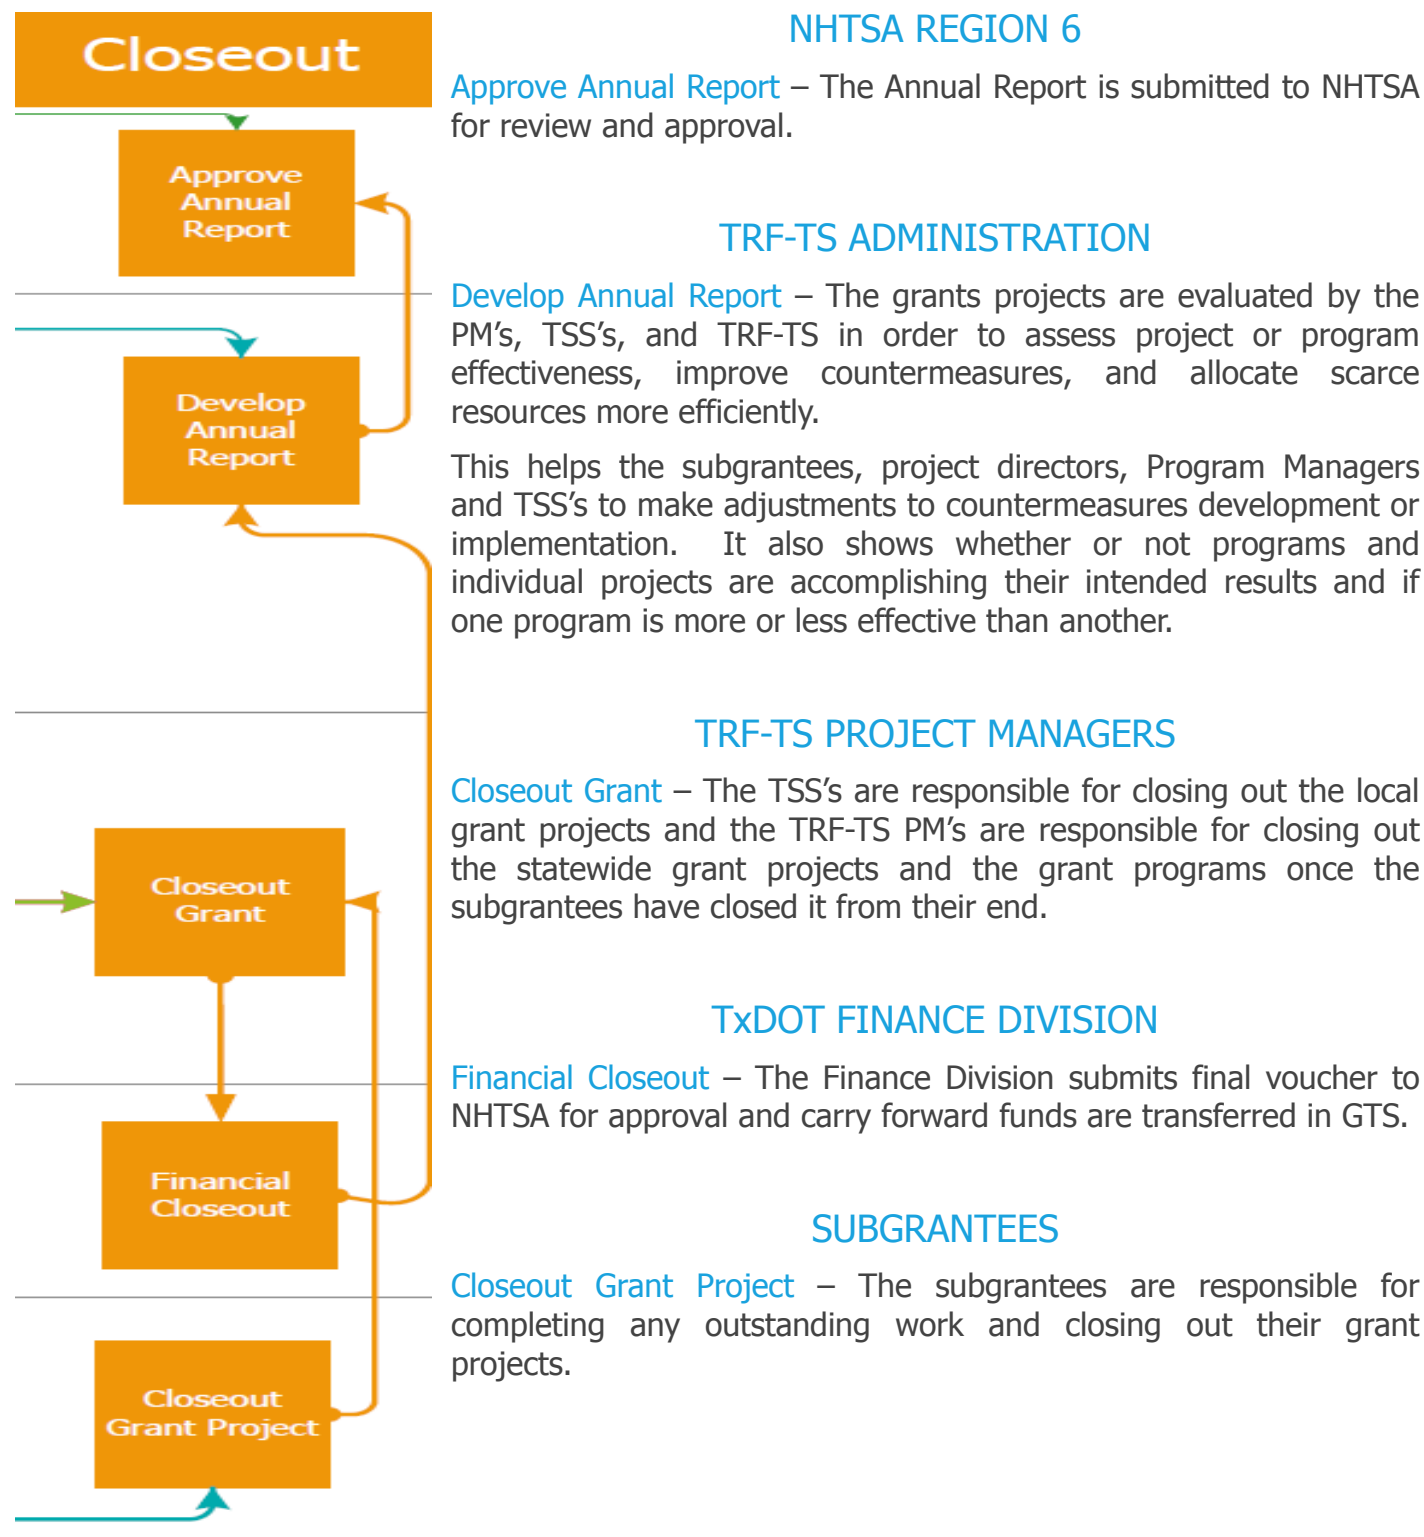 Closeout
Approve
Annual
Report
Develop
Annual
Report
Closeout
Grant
Financial
Closeout
Closeout
Grant Project
NHTSA REGION 6
Approve Annual Report – The Annual Report is submitted to NHTSA
for review and approval.
TRF-TS ADMINISTRATION
Develop Annual Report – The grants projects are evaluated by the
PM’s, TSS’s, and TRF-TS in order to assess project or program
effectiveness, improve countermeasures, and allocate scarce
resources more efficiently.
This helps the subgrantees, project directors, Program Managers
and TSS’s to make adjustments to countermeasures development or
implementation. It also shows whether or not programs and
individual projects are accomplishing their intended results and if
one program is more or less effective than another.
TRF-TS PROJECT MANAGERS
Closeout Grant – The TSS’s are responsible for closing out the local
grant projects and the TRF-TS PM’s are responsible for closing out
the statewide grant projects and the grant programs once the
subgrantees have closed it from their end.
TxDOT FINANCE DIVISION
Financial Closeout – The Finance Division submits final voucher to
NHTSA for approval and carry forward funds are transferred in GTS.
SUBGRANTEES
Closeout Grant Project – The subgrantees are responsible for
completing any outstanding work and closing out their grant
projects.